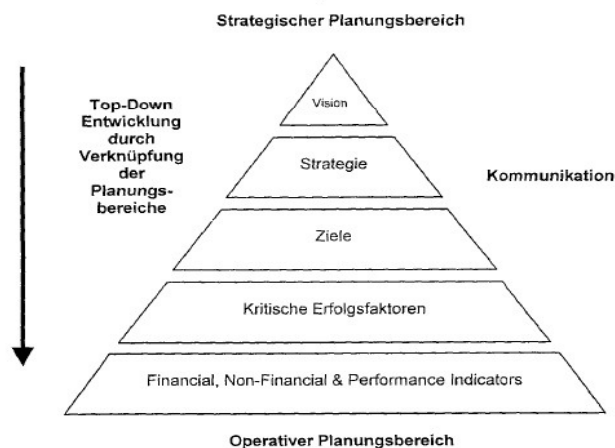 Strategischer Planungsbereich
Top-Down
Entwicklung
durch
Verknüpfung
der
Planungs-
bereiche
Vision
Strategie
Kommunikation
Ziele
Kritische Erfolgsfaktoren
Financial, Non-Financial & Performance Indicators
Operativer Planungsbereich